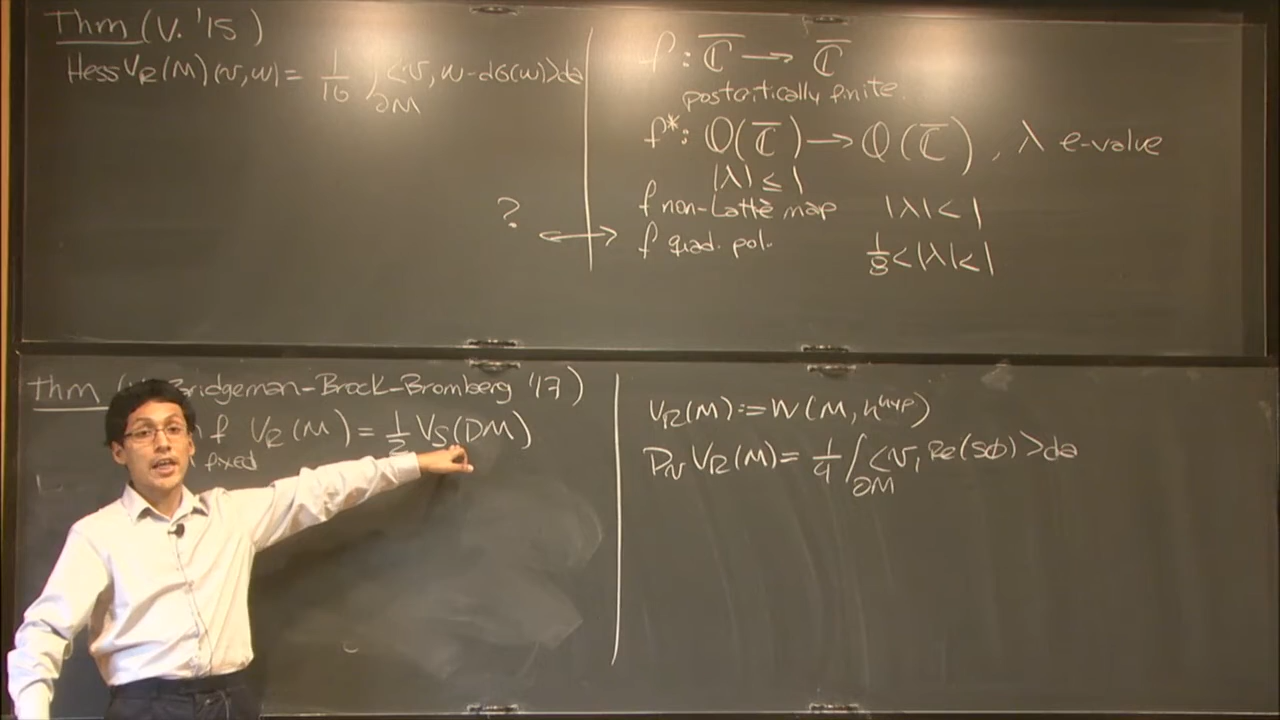 Thm (V. '15)
Hess V_R(M)(v,w) = 1/16 ∫_∂M <v, w-dG(w)>da
?
f : ℂ̅ → ℂ̅
postcritically finite.
f*: Q(ℂ̅) → Q(ℂ̅), λ e-value
|λ| ≤ 1
f non-Lattè map |λ| < 1
f quad. pol. 1/8 < |λ| < 1
Thm ( Bridgeman-Brock-Bromberg '17)
f V_R(M) = 1/2 V_S(DM)
fixed
V_R(M) := W(M, h^hyp)
D_v V_R(M) = 1/4 ∫_∂M <v, Re(Sϕ)>da